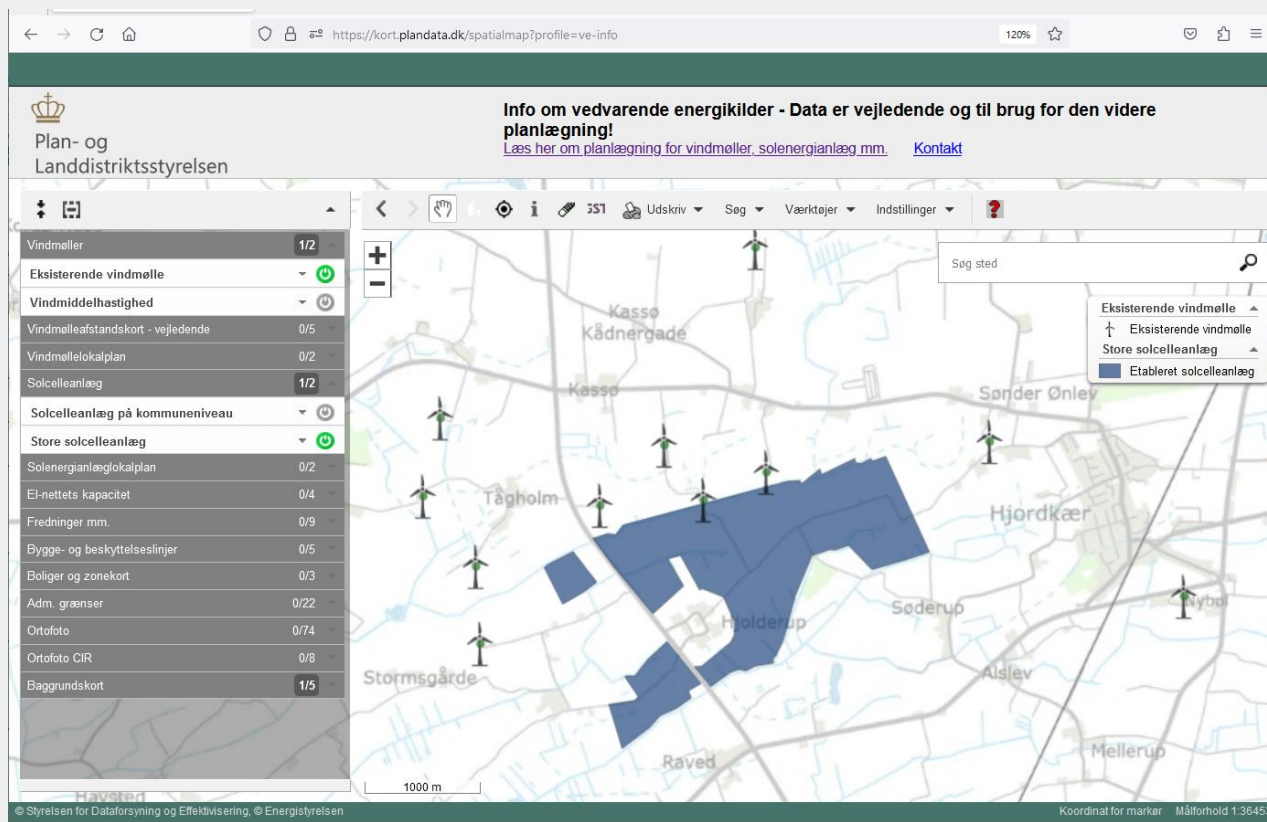 https://kort.plandata.dk/spatialmap?profile=ve-info
120%
Plan- og
Landdistriktsstyrelsen
Info om vedvarende energikilder - Data er vejledende og til brug for den videre
planlægning!
Læs her om planlægning for vindmøller, solenergianlæg mm. Kontakt
Udskriv Søg Værktøjer Indstillinger ?
Vindmøller 1/2
Eksisterende vindmølle
Vindmiddelhastighed
Vindmølleafstandskort - vejledende 0/5
Vindmøllelokalplan 0/2
Solcelleanlæg 1/2
Solcelleanlæg på kommuneniveau
Store solcelleanlæg
Solenergianlæglokalplan 0/2
El-nettets kapacitet 0/4
Fredninger mm. 0/9
Bygge- og beskyttelseslinjer 0/5
Boliger og zonekort 0/3
Adm. grænser 0/22
Ortofoto 0/74
Ortofoto CIR 0/8
Baggrundskort 1/5
Søg sted
Eksisterende vindmølle
Eksisterende vindmølle
Store solcelleanlæg
Etableret solcelleanlæg
Kassø
Kådnergade
Kassø
Sønder Ønlev
Tågholm
Hjordkær
Søderup
Nybøl
Hjolderup
Stormsgårde
Alslev
Raved
Mellerup
Havsted
1000 m
© Styrelsen for Dataforsyning og Effektivisering, © Energistyrelsen
Koordinat for markør Målforhold 1:36453